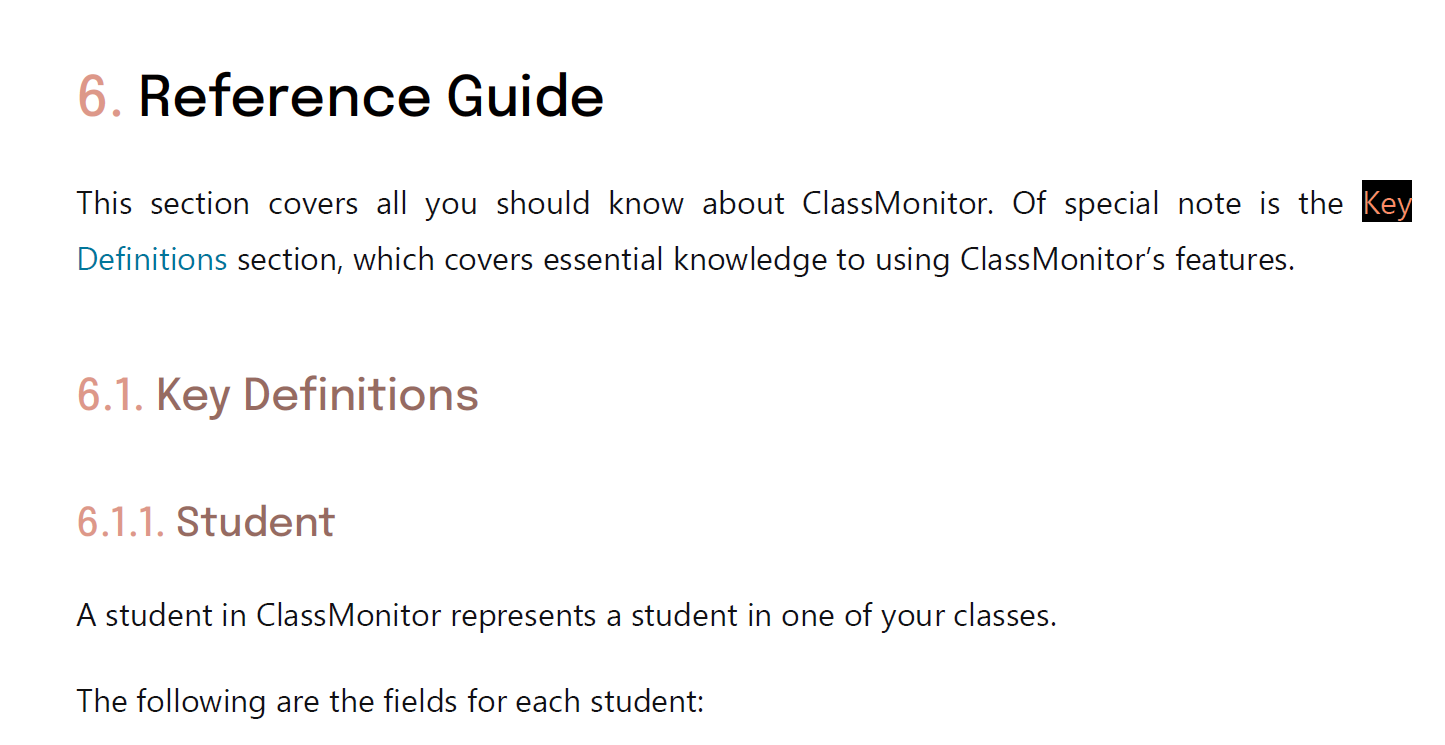 6. Reference Guide
This section covers all you should know about ClassMonitor. Of special note is the Key
Definitions section, which covers essential knowledge to using ClassMonitor’s features.
6.1. Key Definitions
6.1.1. Student
A student in ClassMonitor represents a student in one of your classes.
The following are the fields for each student: